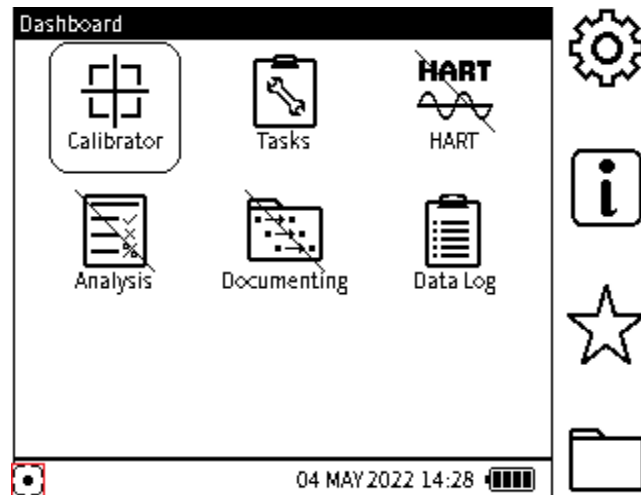 Dashboard
HART
Calibrator Tasks HART
Analysis Documenting Data Log
04 MAY 2022 14:28